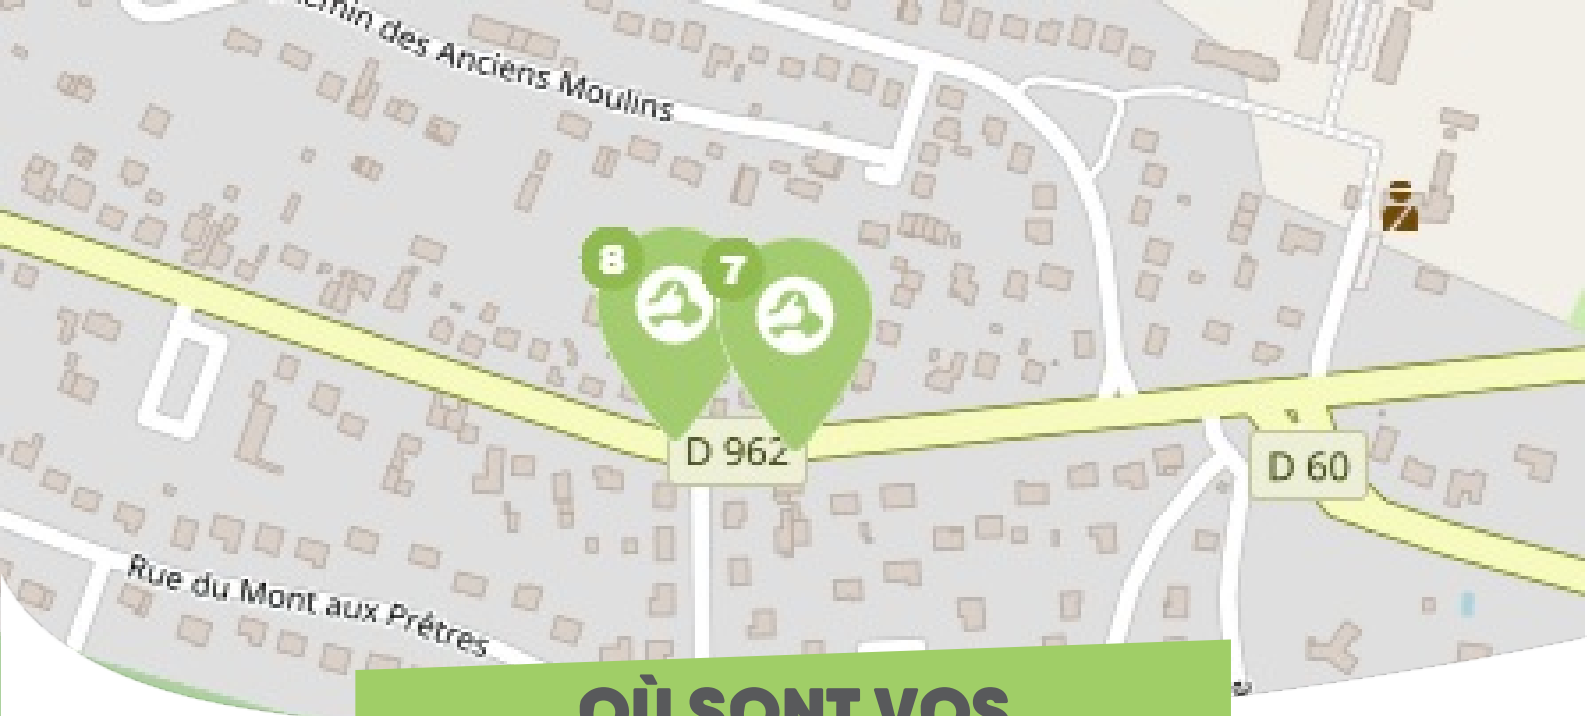 des Anciens Moulins
8
7
D 962
D 60
Rue du Mont aux Prêtres
OÙ SONT VOS